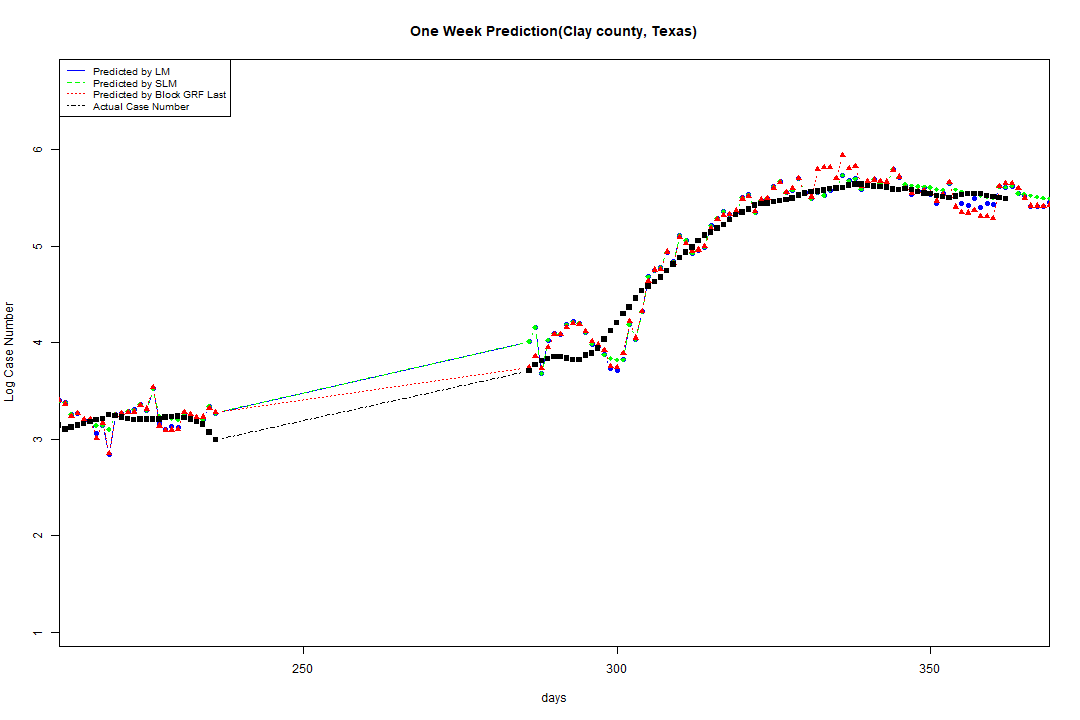 One Week Prediction(Clay county, Texas)
Predicted by LM
Predicted by SLM
Predicted by Block GRF Last
Actual Case Number
Log Case Number
6
5
4
3
2
1
250
300
350
days